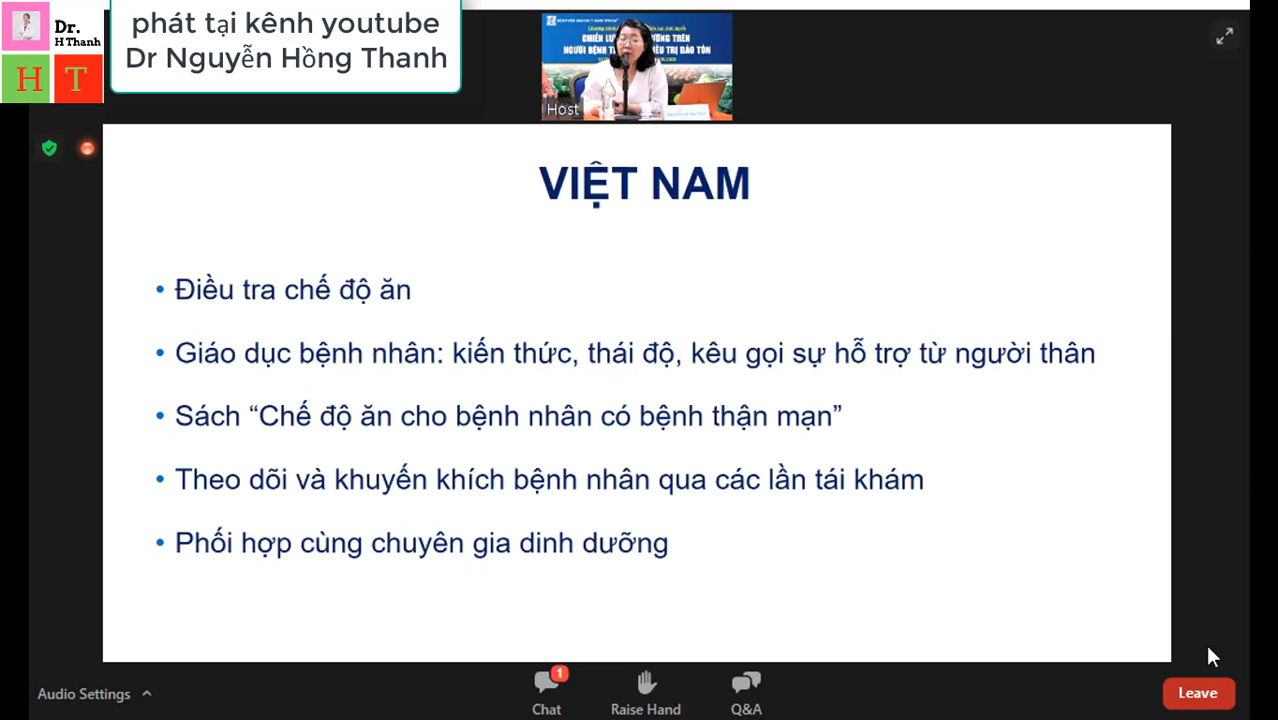 Dr.
H Thanh
H T
phát tại kênh youtube
Dr Nguyễn Hồng Thanh
NGƯỜI BỆNH
Host
VIỆT NAM
• Điều tra chế độ ăn
• Giáo dục bệnh nhân: kiến thức, thái độ, kêu gọi sự hỗ trợ từ người thân
• Sách “Chế độ ăn cho bệnh nhân có bệnh thận mạn”
• Theo dõi và khuyến khích bệnh nhân qua các lần tái khám
• Phối hợp cùng chuyên gia dinh dưỡng
Audio Settings
1
Chat
Raise Hand
Q&A
Leave